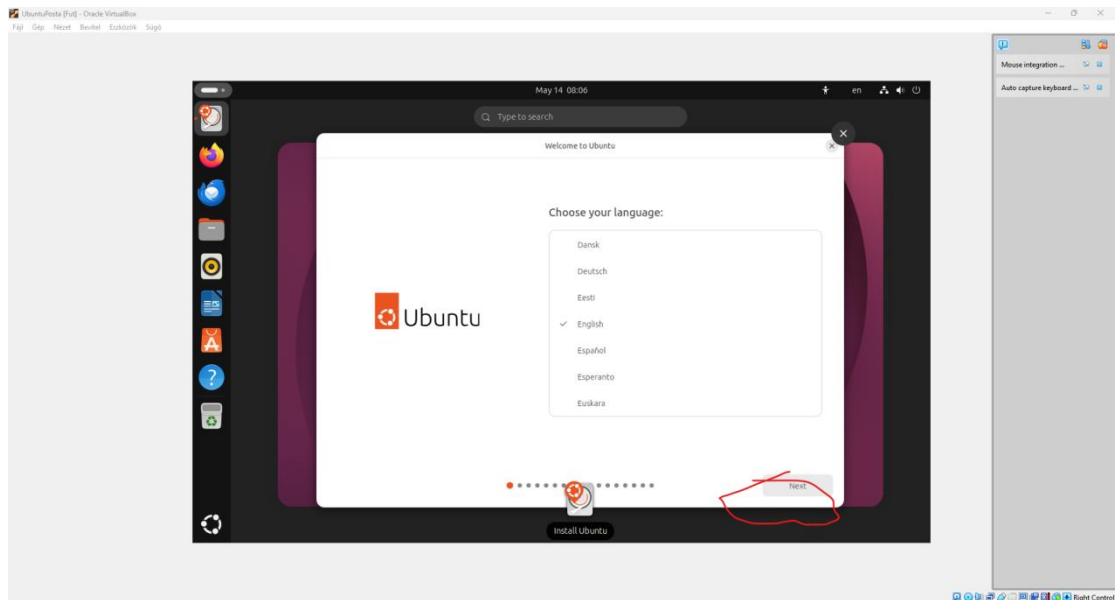 UbuntuPosta [Fut] - Oracle VirtualBox
Fájl Gép Nézet Bevitel Eszközök Súgó
Mouse integration ...
Auto capture keyboard ...
May 14 08:06
en
Type to search
Welcome to Ubuntu
Choose your language:
Dansk
Deutsch
Eesti
English
Español
Esperanto
Euskara
Ubuntu
Next
Install Ubuntu
Right Control